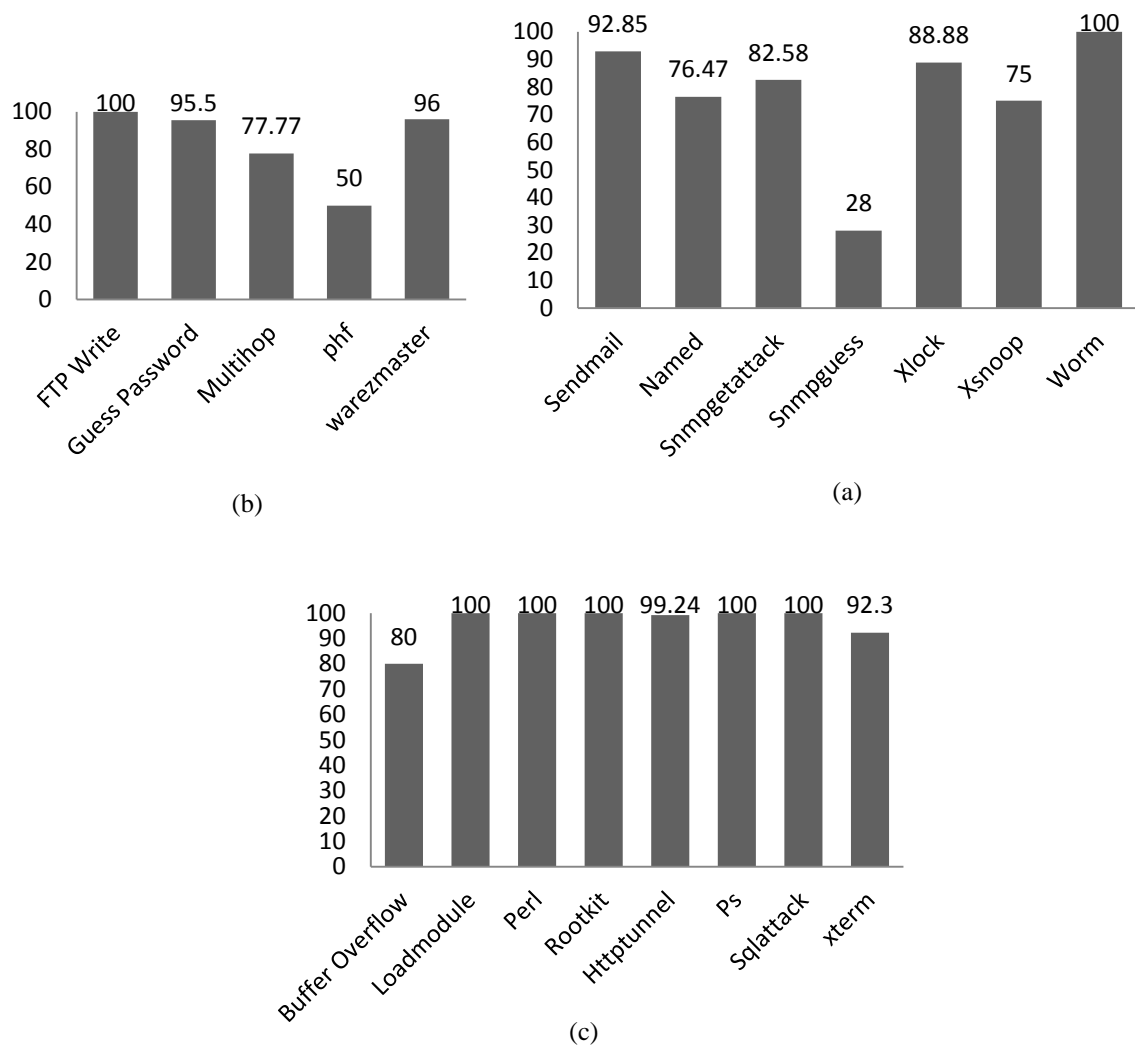 100
95.5
77.77
50
96
100
80
60
40
20
0
FTP Write
Guess Password
Multihop
phf
warezmaster
(b)
92.85
76.47
82.58
28
88.88
75
100
100
90
80
70
60
50
40
30
20
10
0
Sendmail
Named
Snmpgetattack
Snmpguess
Xlock
Xsnoop
Worm
(a)
80
100
100
100
99.24
100
100
92.3
100
90
80
70
60
50
40
30
20
10
0
Buffer Overflow
Loadmodule
Perl
Rootkit
Httptunnel
Ps
Sqlattack
xterm
(c)